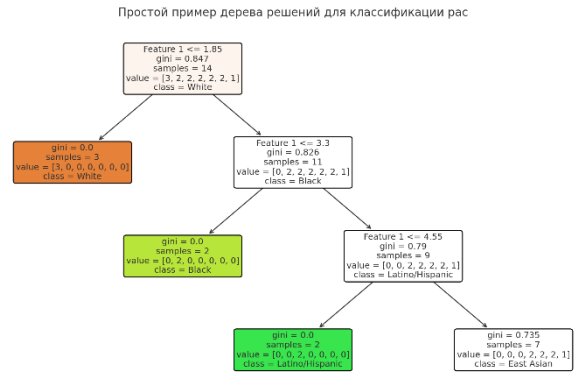 Простой пример дерева решений для классификации рас
Feature 1 <= 1.85
gini = 0.847
samples = 14
value = [3, 2, 2, 2, 2, 2, 1]
class = White
gini = 0.0
samples = 3
value = [3, 0, 0, 0, 0, 0, 0]
class = White
Feature 1 <= 3.3
gini = 0.826
samples = 11
value = [0, 2, 2, 2, 2, 2, 1]
class = Black
gini = 0.0
samples = 2
value = [0, 2, 0, 0, 0, 0, 0]
class = Black
Feature 1 <= 4.55
gini = 0.79
samples = 9
value = [0, 0, 2, 2, 2, 2, 1]
class = Latino/Hispanic
gini = 0.0
samples = 2
value = [0, 0, 2, 0, 0, 0, 0]
class = Latino/Hispanic
gini = 0.735
samples = 7
value = [0, 0, 0, 2, 2, 2, 1]
class = East Asian